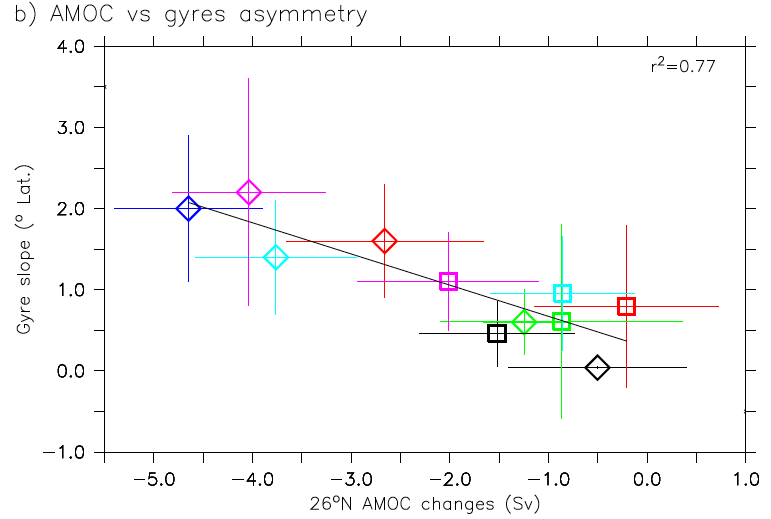 b) AMOC vs gyres asymmetry
r²=0.77
4.0
3.0
2.0
1.0
0.0
−1.0
Gyre slope (° Lat.)
−5.0 −4.0 −3.0 −2.0 −1.0 0.0 1.0
26°N AMOC changes (Sv)